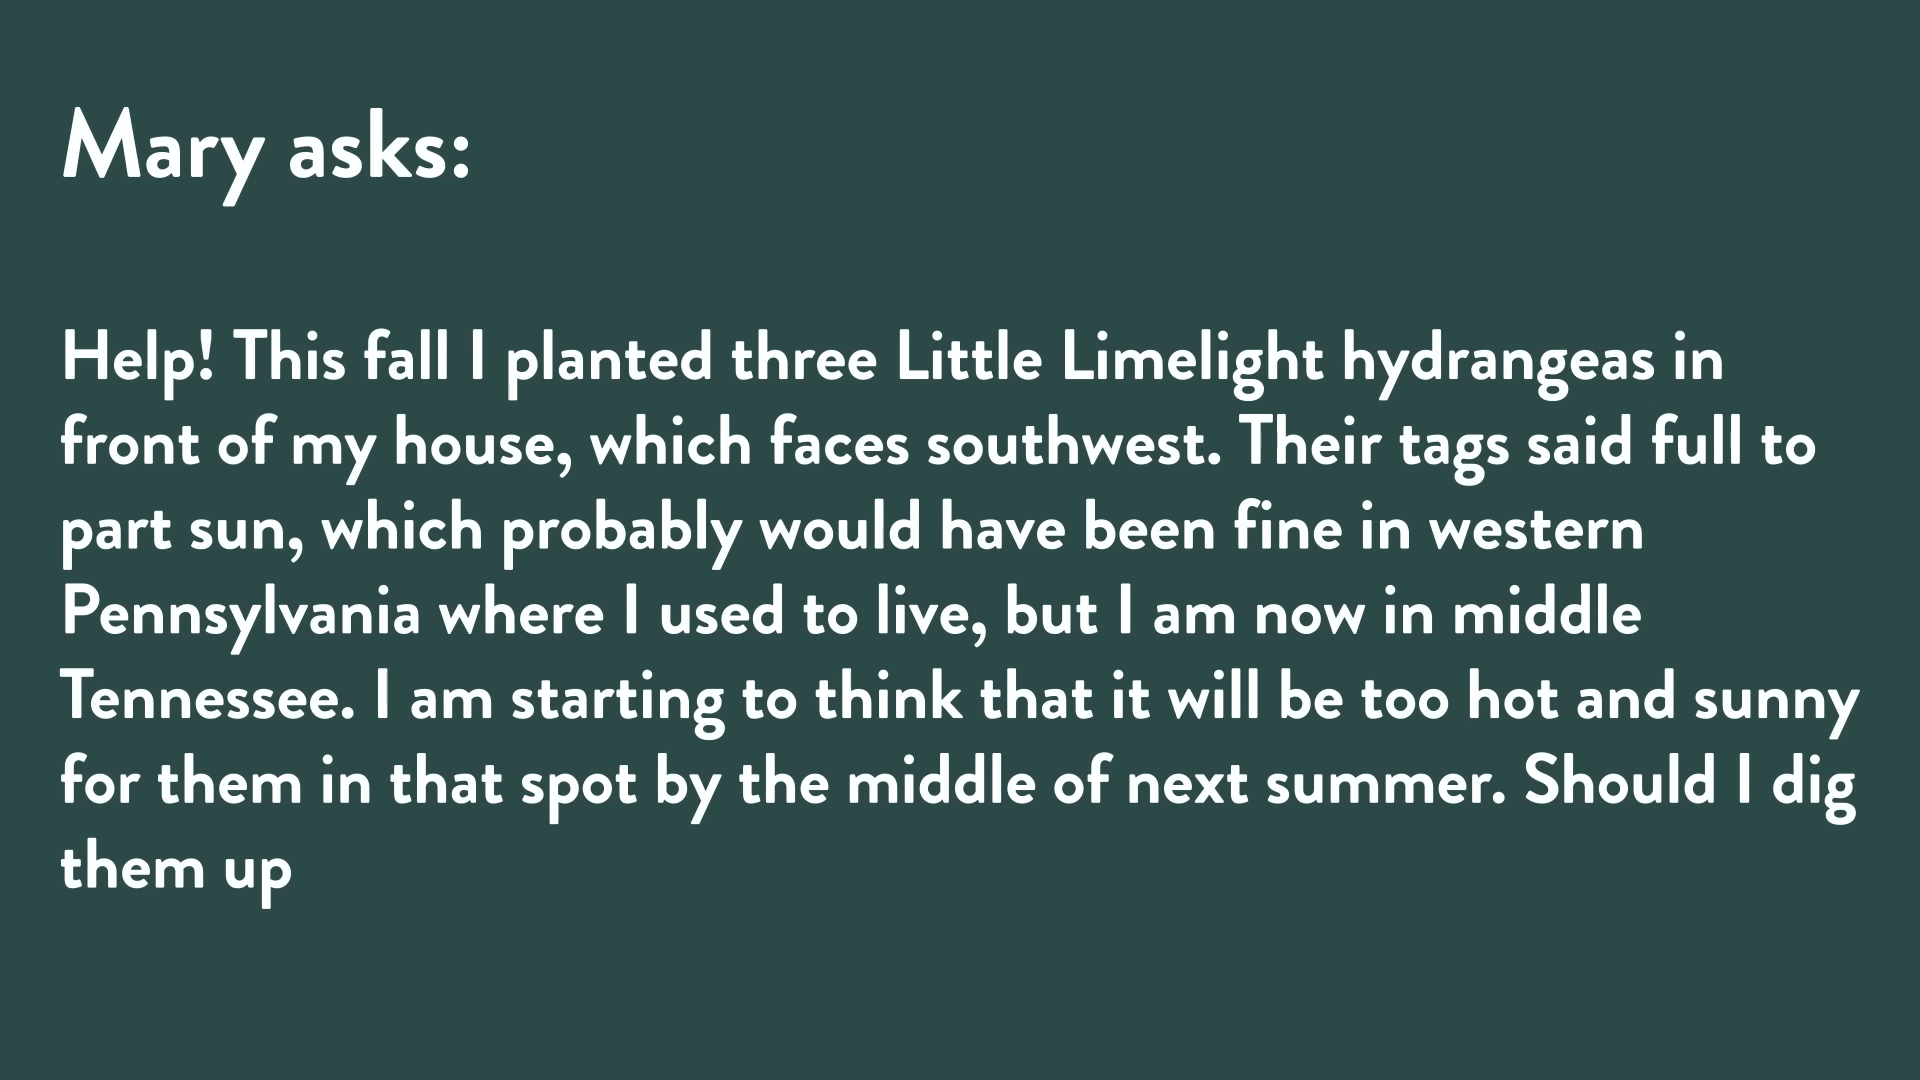 Mary asks:
Help! This fall I planted three Little Limelight hydrangeas in
front of my house, which faces southwest. Their tags said full to
part sun, which probably would have been fine in western
Pennsylvania where I used to live, but I am now in middle
Tennessee. I am starting to think that it will be too hot and sunny
for them in that spot by the middle of next summer. Should I dig
them up